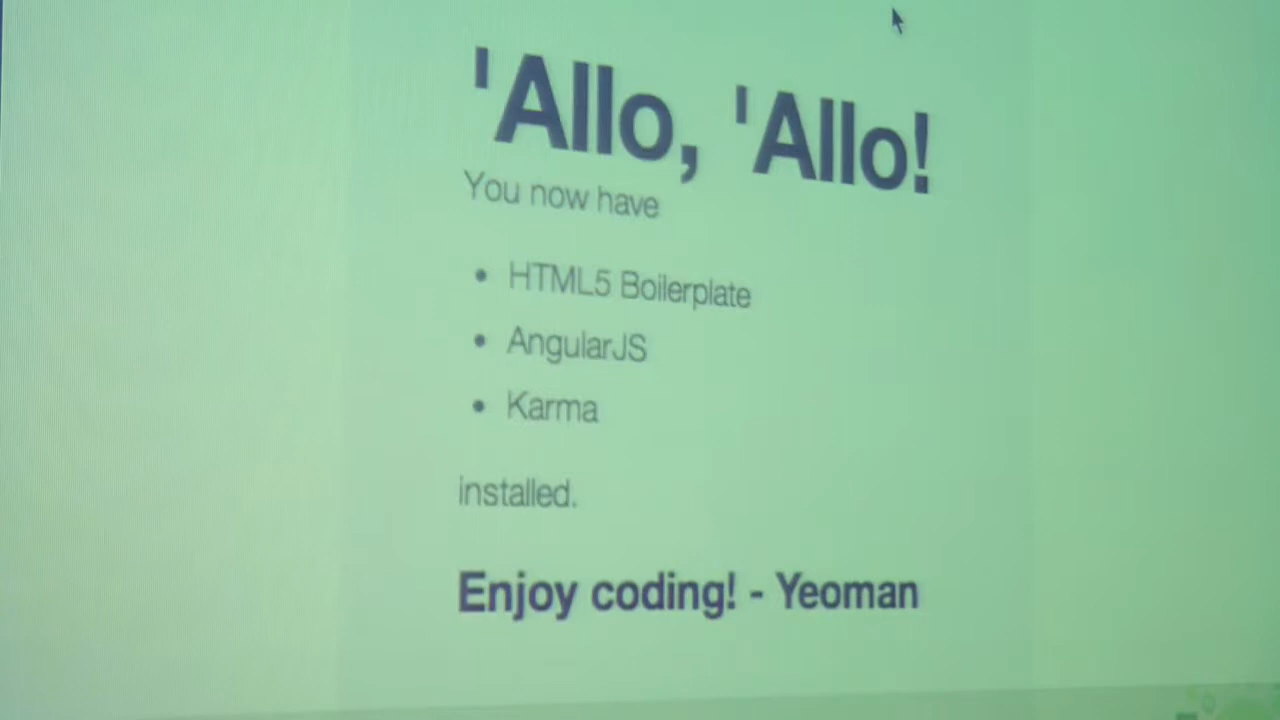 'Allo, 'Allo!
You now have
• HTML5 Boilerplate
• AngularJS
• Karma
installed.
Enjoy coding! - Yeoman